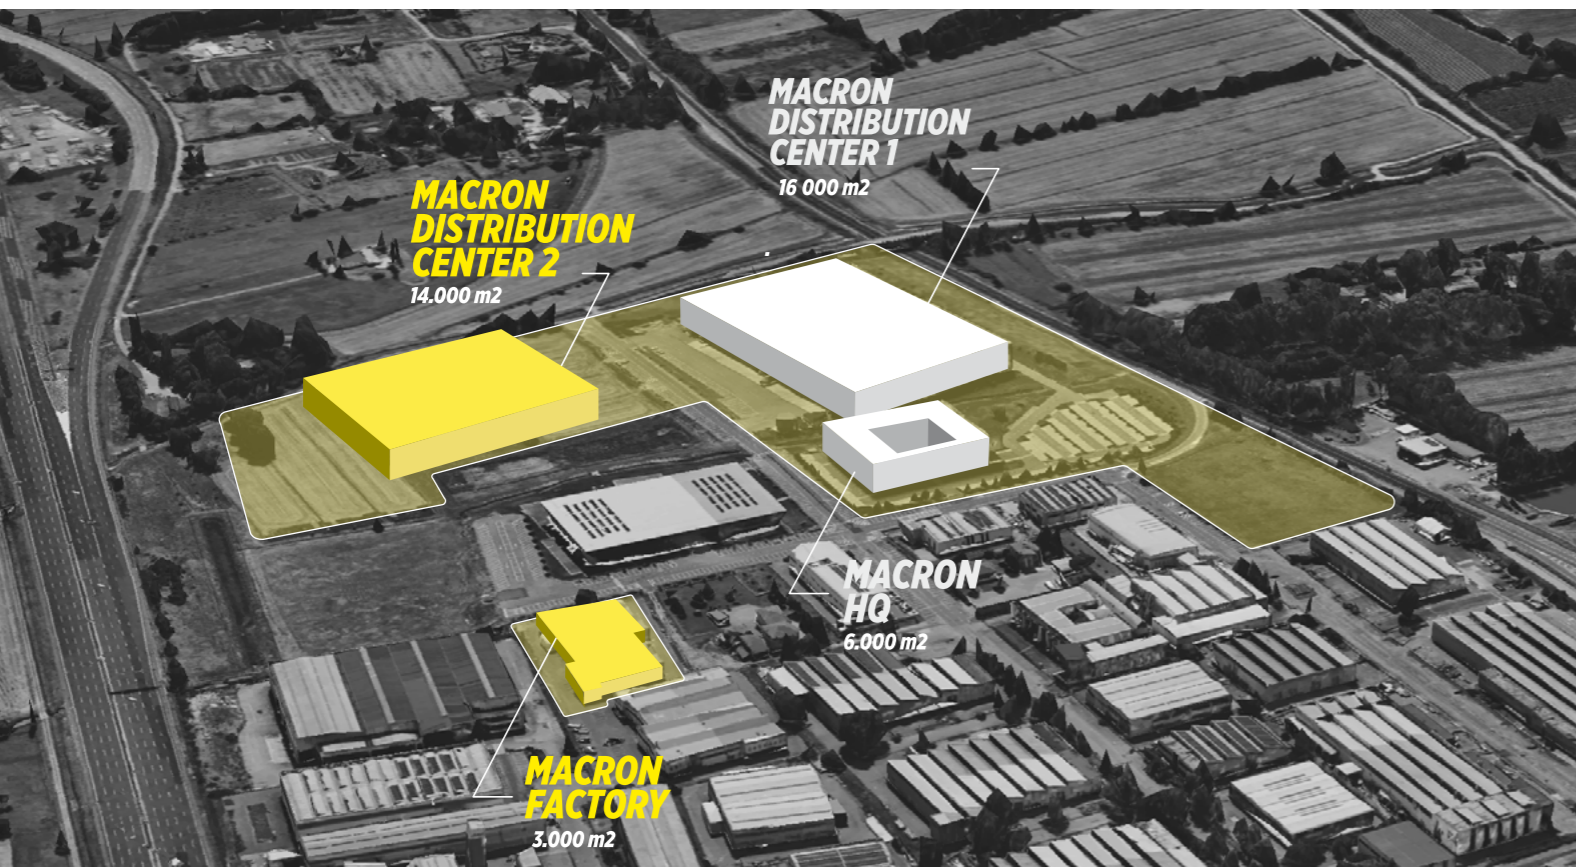 MACRON
DISTRIBUTION
CENTER 1
16 000 m2
MACRON
DISTRIBUTION
CENTER 2
14.000 m2
MACRON
HQ
6.000 m2
MACRON
FACTORY
3.000 m2